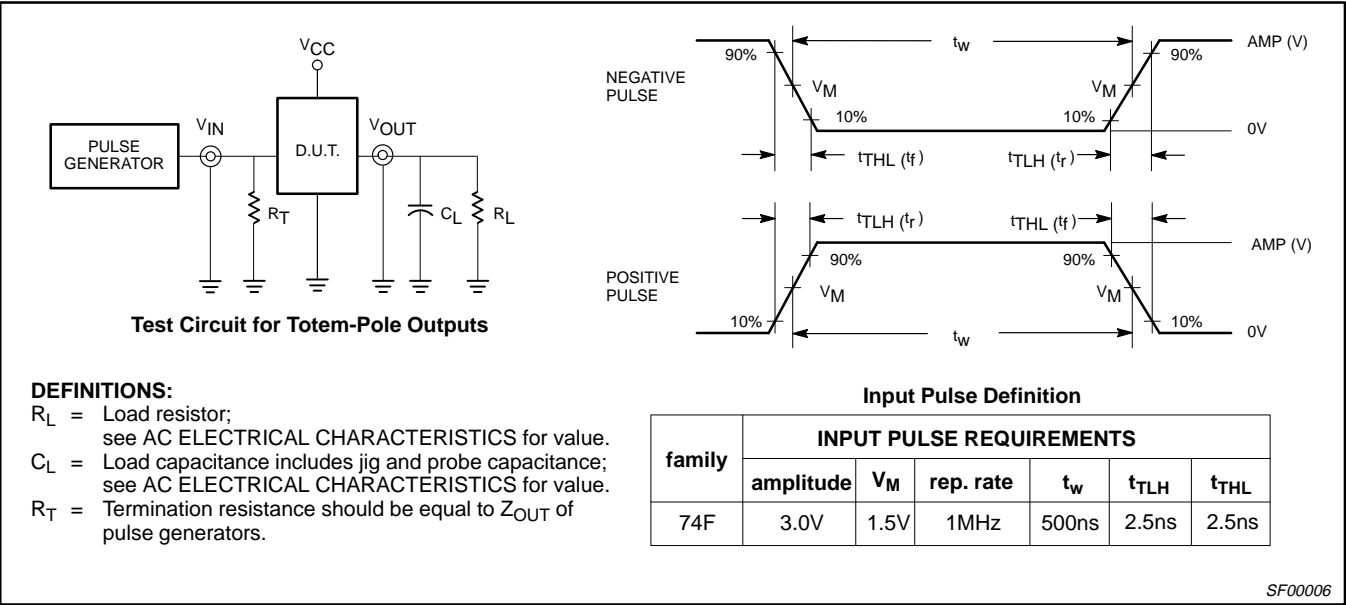 VCC
VIN
VOUT
PULSE
GENERATOR
D.U.T.
RT
CL
RL
Test Circuit for Totem-Pole Outputs
NEGATIVE
PULSE
90%
tW
90%
AMP (V)
VM
VM
10%
10%
0V
tTHL (tf)
tTLH (tr)
tTLH (tr)
tTHL (tf)
AMP (V)
90%
90%
POSITIVE
PULSE
VM
VM
10%
10%
tW
0V
DEFINITIONS:
RL = Load resistor;
see AC ELECTRICAL CHARACTERISTICS for value.
CL = Load capacitance includes jig and probe capacitance;
see AC ELECTRICAL CHARACTERISTICS for value.
RT = Termination resistance should be equal to ZOUT of
pulse generators.
Input Pulse Definition
family
INPUT PULSE REQUIREMENTS
amplitude VM rep. rate tw tTLH tTHL
74F 3.0V 1.5V 1MHz 500ns 2.5ns 2.5ns
SF00006